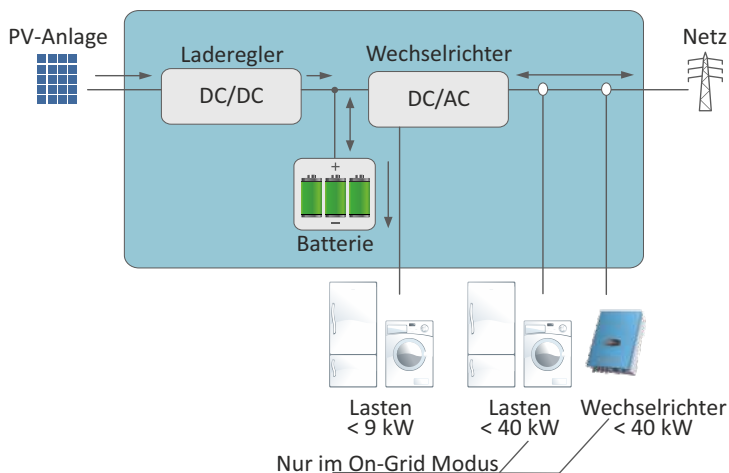 PV-Anlage
Laderegler
Wechselrichter
Netz
DC/DC
DC/AC
+
−
Batterie
Lasten
< 9 kW
Lasten
< 40 kW
Wechselrichter
< 40 kW
Nur im On-Grid Modus